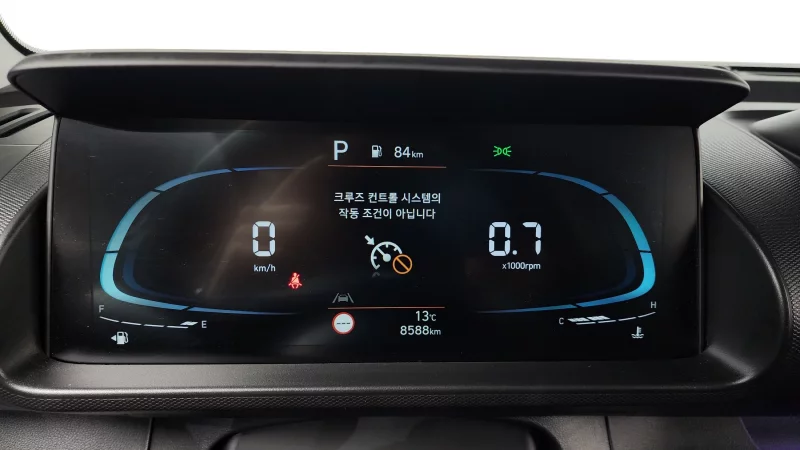 P 84km
크루즈 컨트롤 시스템의
작동 조건이 아닙니다
0
km/h
0.7
x1000rpm
F E
C H
---
13℃
8588km